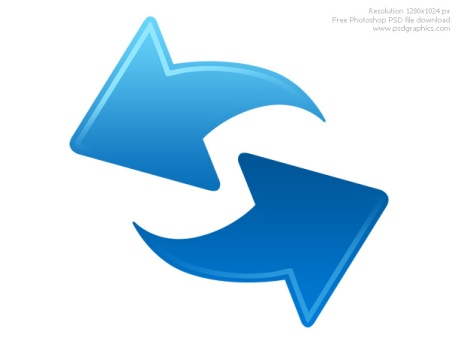 Resolution 1280x1024 px
Free Photoshop PSD file download
www.psdgraphics.com